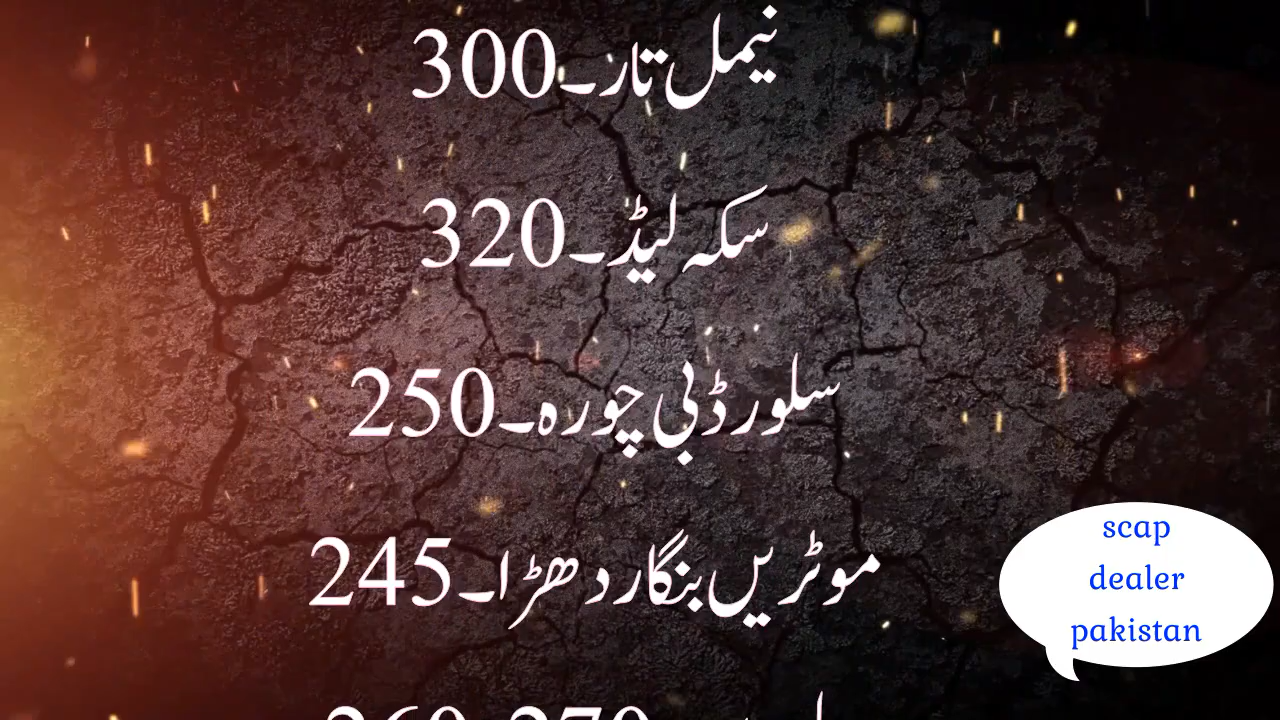 نیمل تار۔300
سکہ لیڈ۔320
سلور ڈبی چورہ۔250
موٹریں بنگار دھڑا۔245
scap
dealer
pakistan